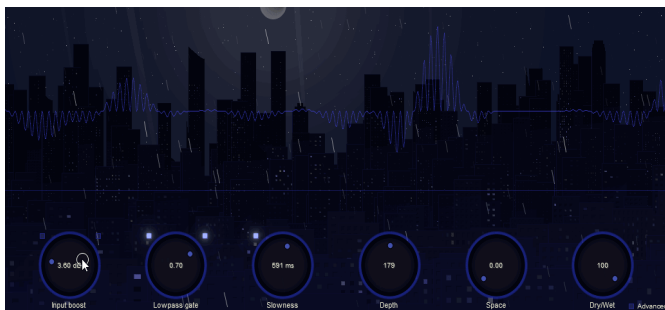 3.60 dB 0.70 591 ms 179 0.00 100
Input boost Lowpass gate Slowness Depth Space Dry/Wet Advanced